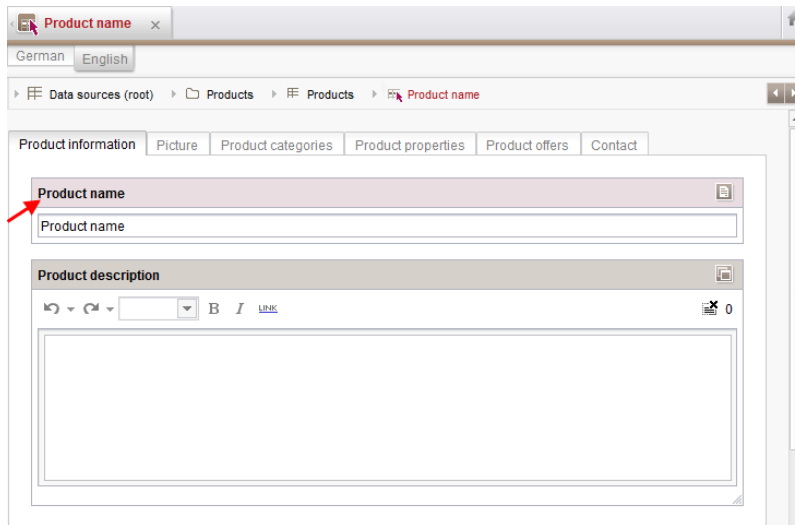 Product name
German English
Data sources (root) Products Products Product name
Product information Picture Product categories Product properties Product offers Contact
Product name
Product name
Product description
B I LINK 0